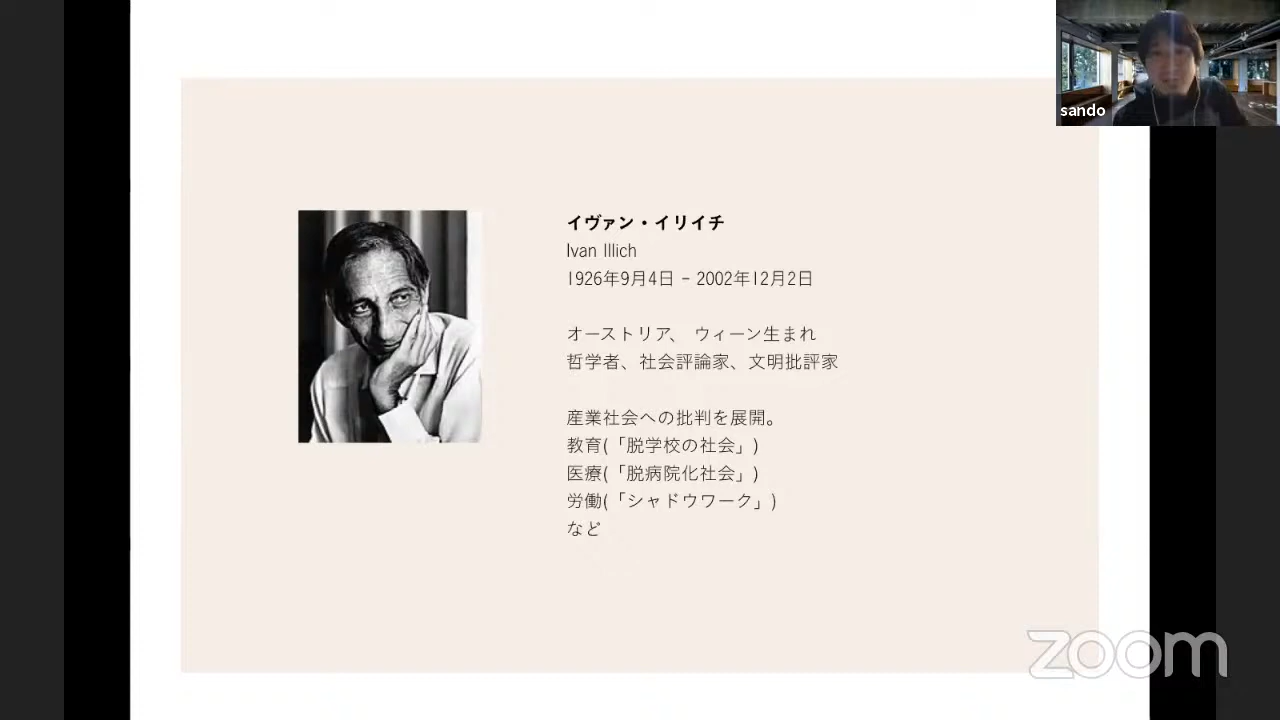 sando
イヴァン・イリイチ
Ivan Illich
1926年9月4日 - 2002年12月2日
オーストリア、 ウィーン生まれ
哲学者、社会評論家、文明批評家
産業社会への批判を展開。
教育(「脱学校の社会」)
医療(「脱病院化社会」)
労働(「シャドウワーク」)
など
zoom